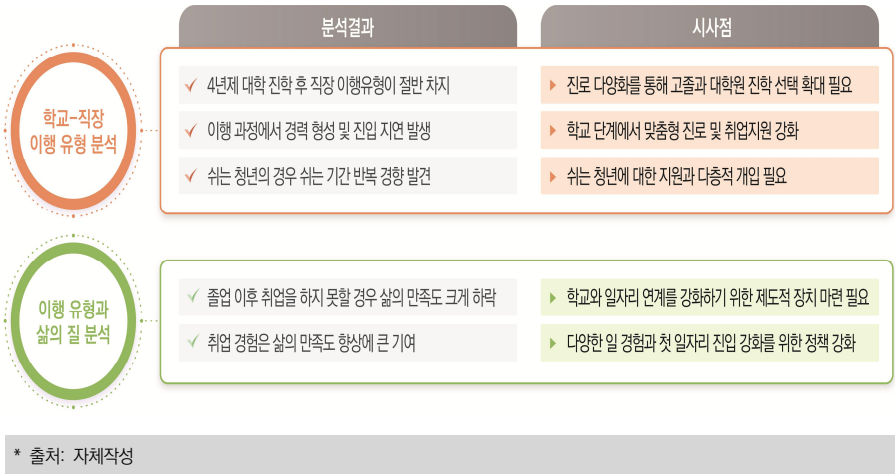 분석결과
시사점
학교-직장
이행 유형 분석
4년제 대학 진학 후 직장 이행유형이 절반 차지
진로 다양화를 통해 고졸과 대학원 진학 선택 확대 필요
이행 과정에서 경력 형성 및 진입 지연 발생
학교 단계에서 맞춤형 진로 및 취업지원 강화
쉬는 청년의 경우 쉬는 기간 반복 경향 발견
쉬는 청년에 대한 지원과 다층적 개입 필요
이행 유형과
삶의 질 분석
졸업 이후 취업을 하지 못할 경우 삶의 만족도 크게 하락
학교와 일자리 연계를 강화하기 위한 제도적 장치 마련 필요
취업 경험은 삶의 만족도 향상에 큰 기여
다양한 일 경험과 첫 일자리 진입 강화를 위한 정책 강화
* 출처: 자체작성